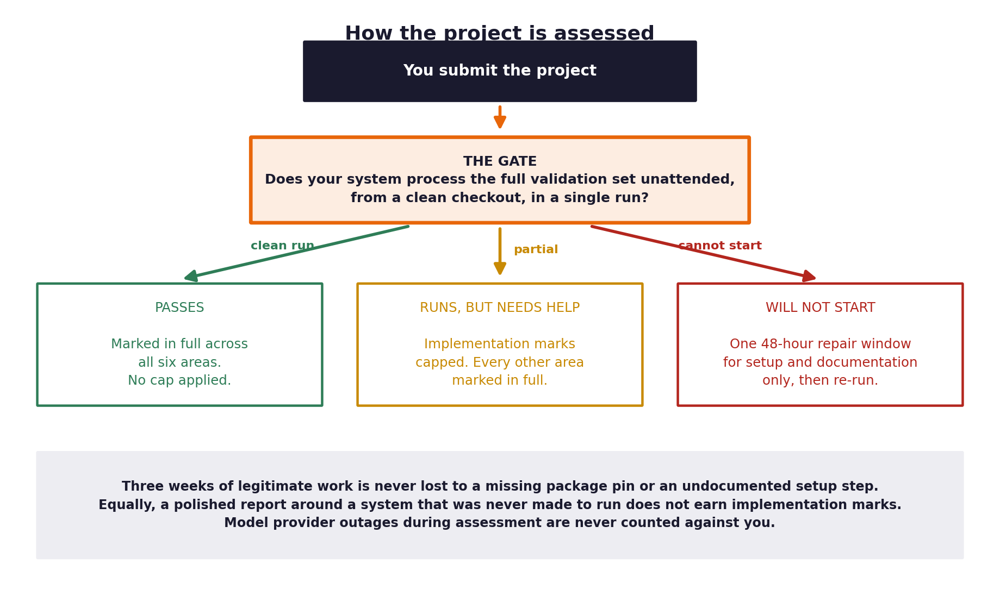 How the project is assessed
You submit the project
THE GATE
Does your system process the full validation set unattended,
from a clean checkout, in a single run?
clean run
partial
cannot start
PASSES
Marked in full across
all six areas.
No cap applied.
RUNS, BUT NEEDS HELP
Implementation marks
capped. Every other area
marked in full.
WILL NOT START
One 48-hour repair window
for setup and documentation
only, then re-run.
Three weeks of legitimate work is never lost to a missing package pin or an undocumented setup step.
Equally, a polished report around a system that was never made to run does not earn implementation marks.
Model provider outages during assessment are never counted against you.